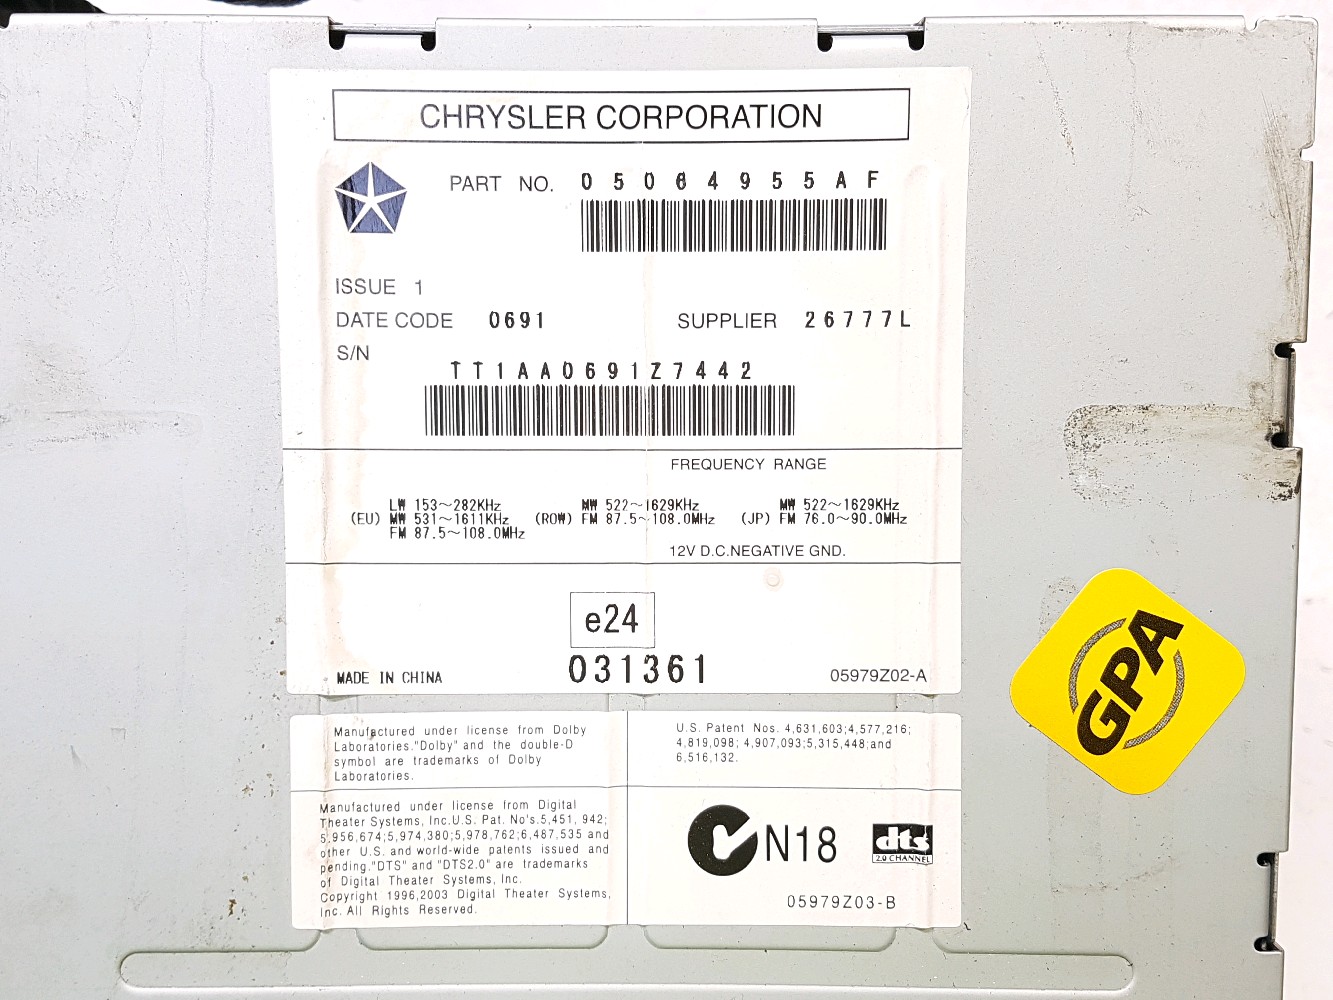 CHRYSLER CORPORATION
PART NO. 05064955AF
ISSUE 1
DATE CODE 0691 SUPPLIER 26777L
S/N
TT1AA0691Z7442
FREQUENCY RANGE
(EU) LW 153~282KHz
MW 531~1611KHz
FM 87.5~108.0MHz
(ROW) MW 522~1629KHz
FM 87.5~108.0MHz
(JP) MW 522~1629KHz
FM 76.0~90.0MHz
12V D.C.NEGATIVE GND.
e24
031361
MADE IN CHINA 05979Z02-A
GPA
Manufactured under license from Dolby
Laboratories."Dolby" and the double-D
symbol are trademarks of Dolby
Laboratories.
U.S. Patent Nos. 4,631,603;4,577,216;
4,819,098; 4,907,093;5,315,448;and
6,516,132.
Manufactured under license from Digital
Theater Systems, Inc.U.S. Pat. No's.5,451, 942;
5,956,674;5,974,380;5,978,762;6,487,535 and
other U.S. and world-wide patents issued and
pending."DTS" and "DTS2.0" are trademarks
of Digital Theater Systems, Inc.
Copyright 1996,2003 Digital Theater Systems,
Inc. All Rights Reserved.
N18
dts
2.0 CHANNEL
05979Z03-B